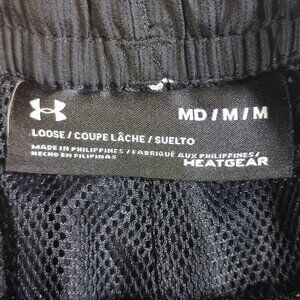 MD / M / M
LOOSE / COUPE LÂCHE / SUELTO
MADE IN PHILIPPINES / FABRIQUÉ AUX PHILIPPINES /
HECHO EN FILIPINAS
HEATGEAR